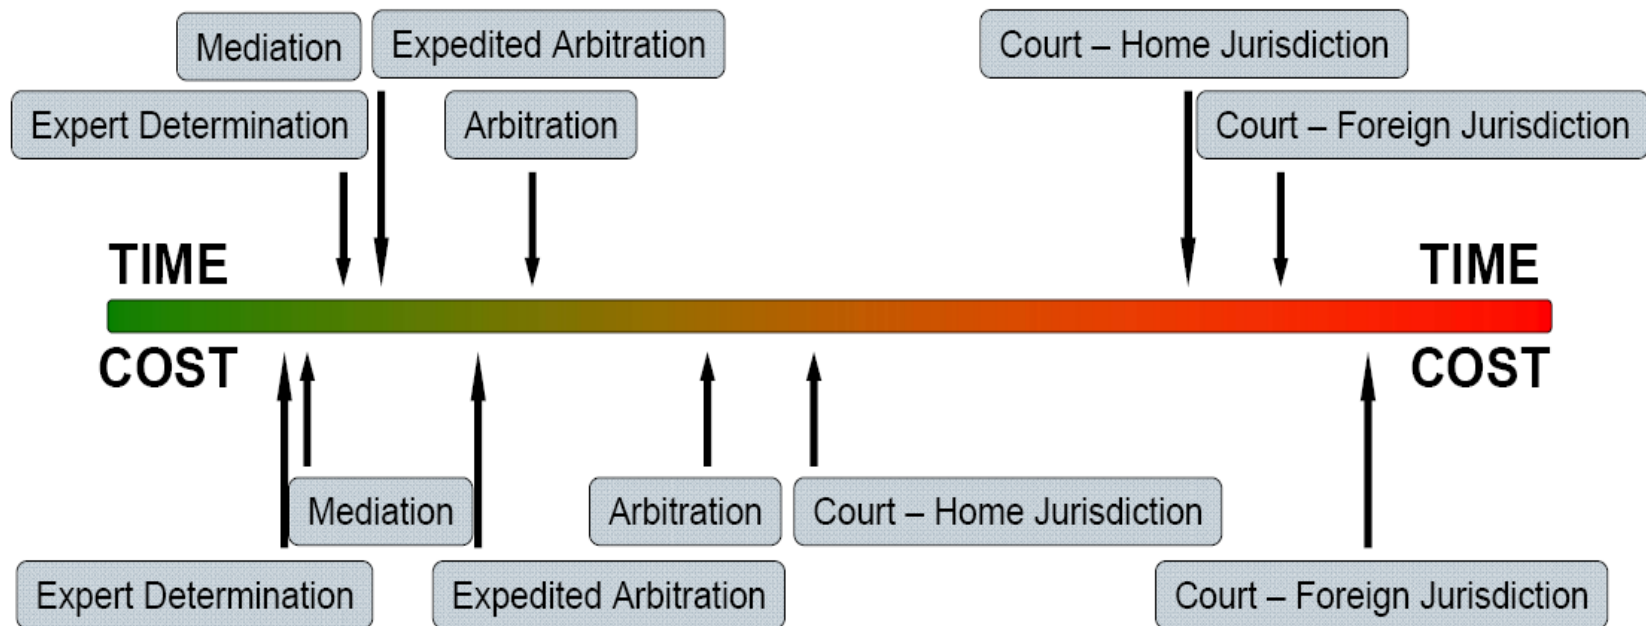 Mediation
Expedited Arbitration
Court – Home Jurisdiction
Expert Determination
Arbitration
Court – Foreign Jurisdiction
TIME
TIME
COST
COST
Mediation
Arbitration
Court – Home Jurisdiction
Expert Determination
Expedited Arbitration
Court – Foreign Jurisdiction